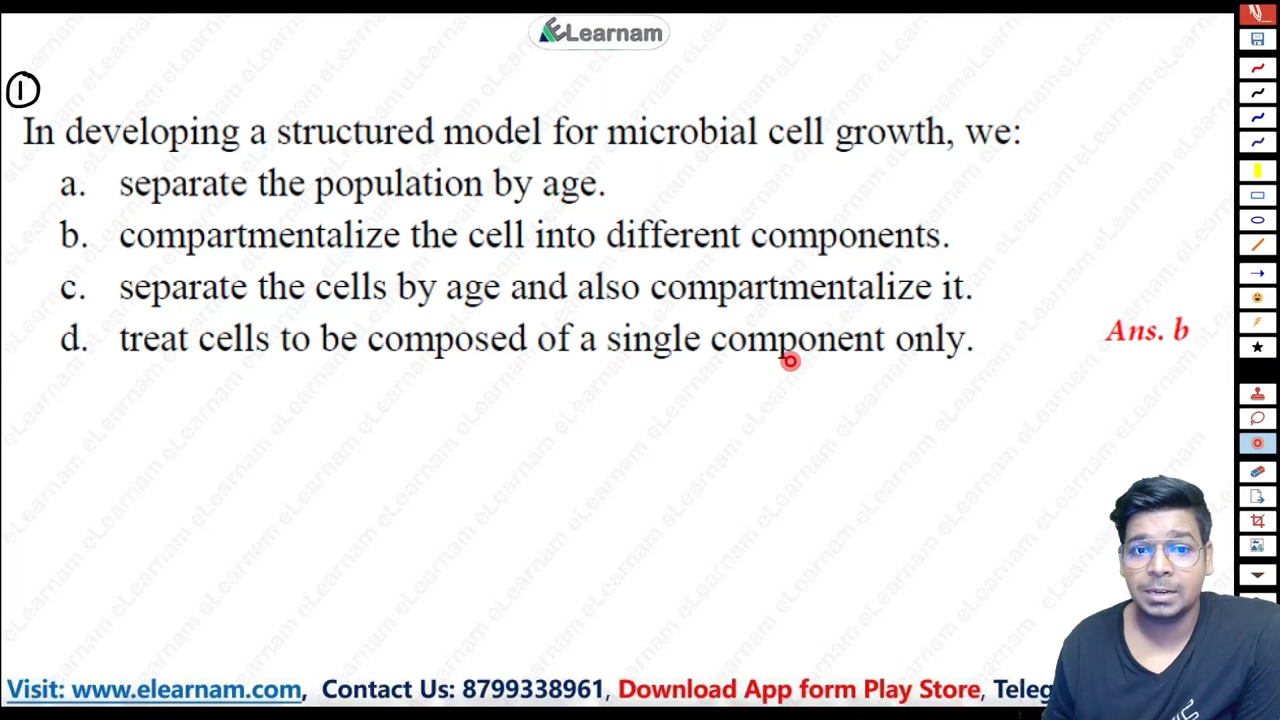 ELearnam
1
In developing a structured model for microbial cell growth, we:
a. separate the population by age.
b. compartmentalize the cell into different components.
c. separate the cells by age and also compartmentalize it.
d. treat cells to be composed of a single component only.
Ans. b
Visit: www.elearnam.com, Contact Us: 8799338961, Download App form Play Store, Teleg